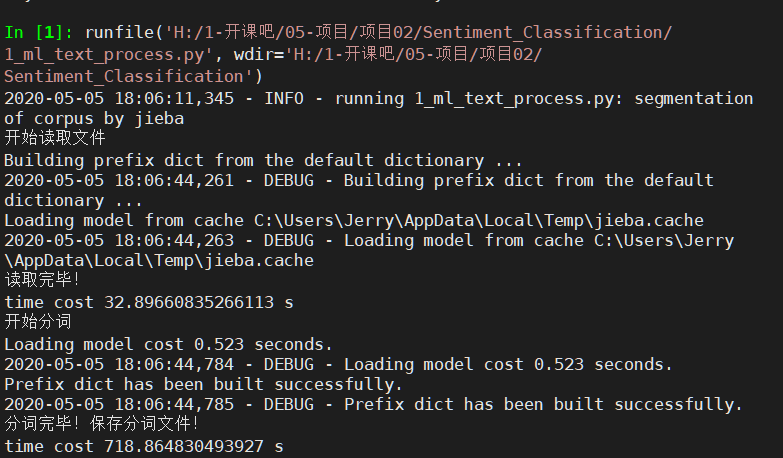 In [1]: runfile('H:/1-开课吧/05-项目/项目02/Sentiment_Classification/
1_ml_text_process.py', wdir='H:/1-开课吧/05-项目/项目02/
Sentiment_Classification')
2020-05-05 18:06:11,345 - INFO - running 1_ml_text_process.py: segmentation
of corpus by jieba
开始读取文件
Building prefix dict from the default dictionary ...
2020-05-05 18:06:44,261 - DEBUG - Building prefix dict from the default
dictionary ...
Loading model from cache C:\Users\Jerry\AppData\Local\Temp\jieba.cache
2020-05-05 18:06:44,263 - DEBUG - Loading model from cache C:\Users\Jerry
\AppData\Local\Temp\jieba.cache
读取完毕!
time cost 32.89660835266113 s
开始分词
Loading model cost 0.523 seconds.
2020-05-05 18:06:44,784 - DEBUG - Loading model cost 0.523 seconds.
Prefix dict has been built successfully.
2020-05-05 18:06:44,785 - DEBUG - Prefix dict has been built successfully.
分词完毕!保存分词文件!
time cost 718.864830493927 s